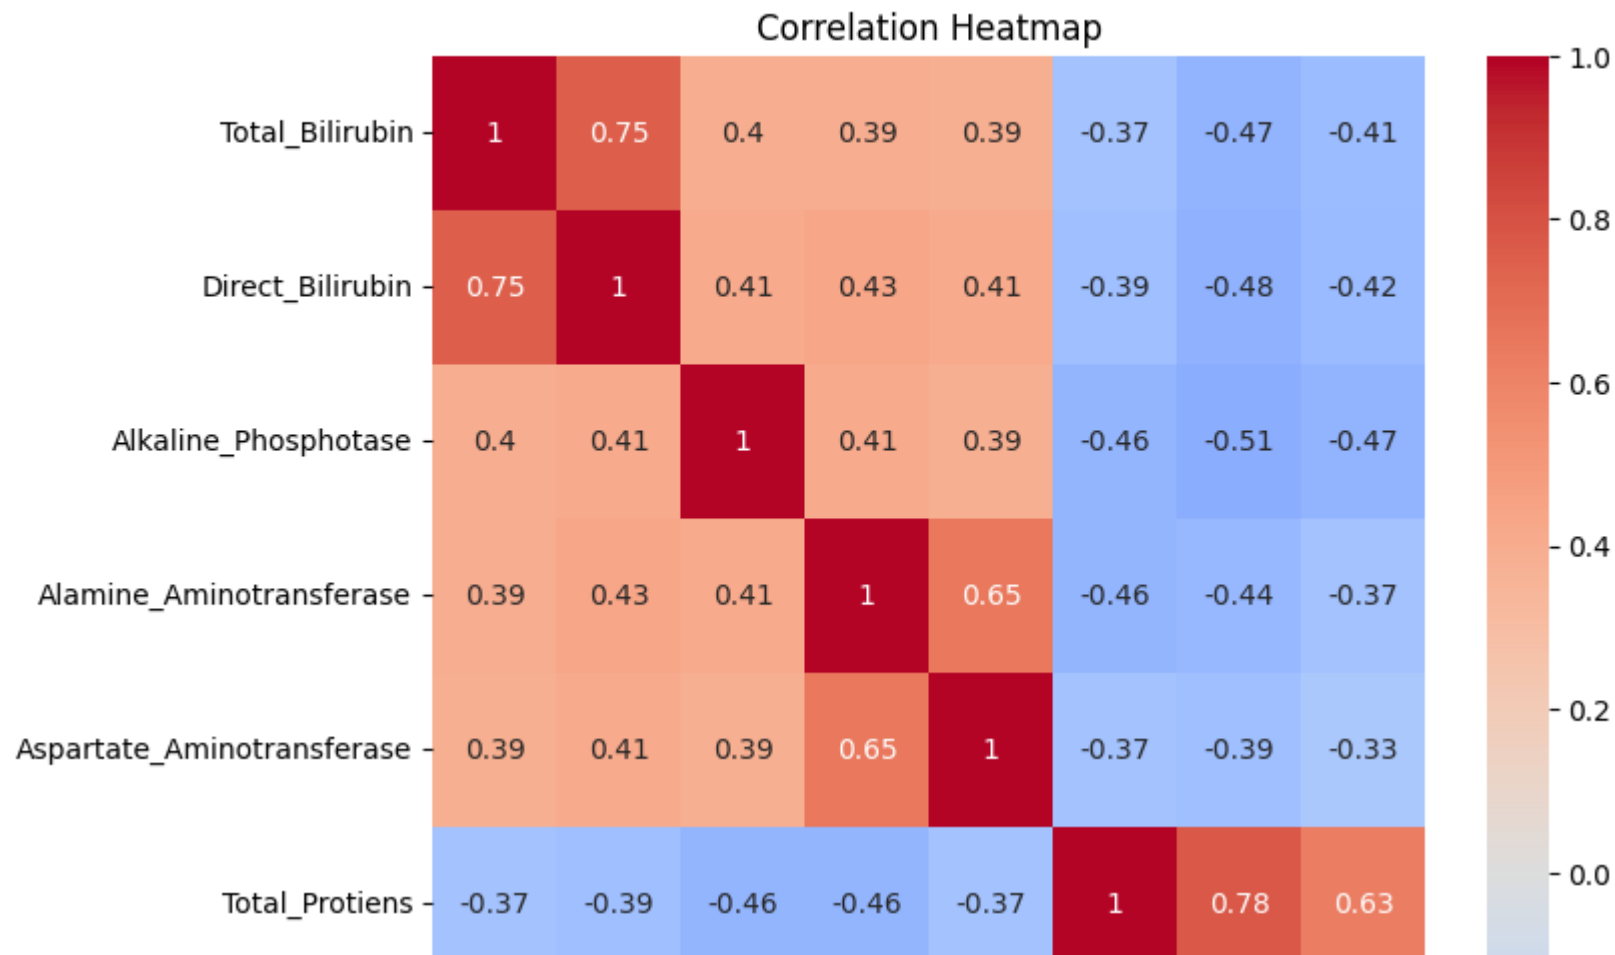 Correlation Heatmap
Total_Bilirubin 1 0.75 0.4 0.39 0.39 -0.37 -0.47 -0.41
Direct_Bilirubin 0.75 1 0.41 0.43 0.41 -0.39 -0.48 -0.42
Alkaline_Phosphotase 0.4 0.41 1 0.41 0.39 -0.46 -0.51 -0.47
Alamine_Aminotransferase 0.39 0.43 0.41 1 0.65 -0.46 -0.44 -0.37
Aspartate_Aminotransferase 0.39 0.41 0.39 0.65 1 -0.37 -0.39 -0.33
Total_Protiens -0.37 -0.39 -0.46 -0.46 -0.37 1 0.78 0.63
1.0
0.8
0.6
0.4
0.2
0.0